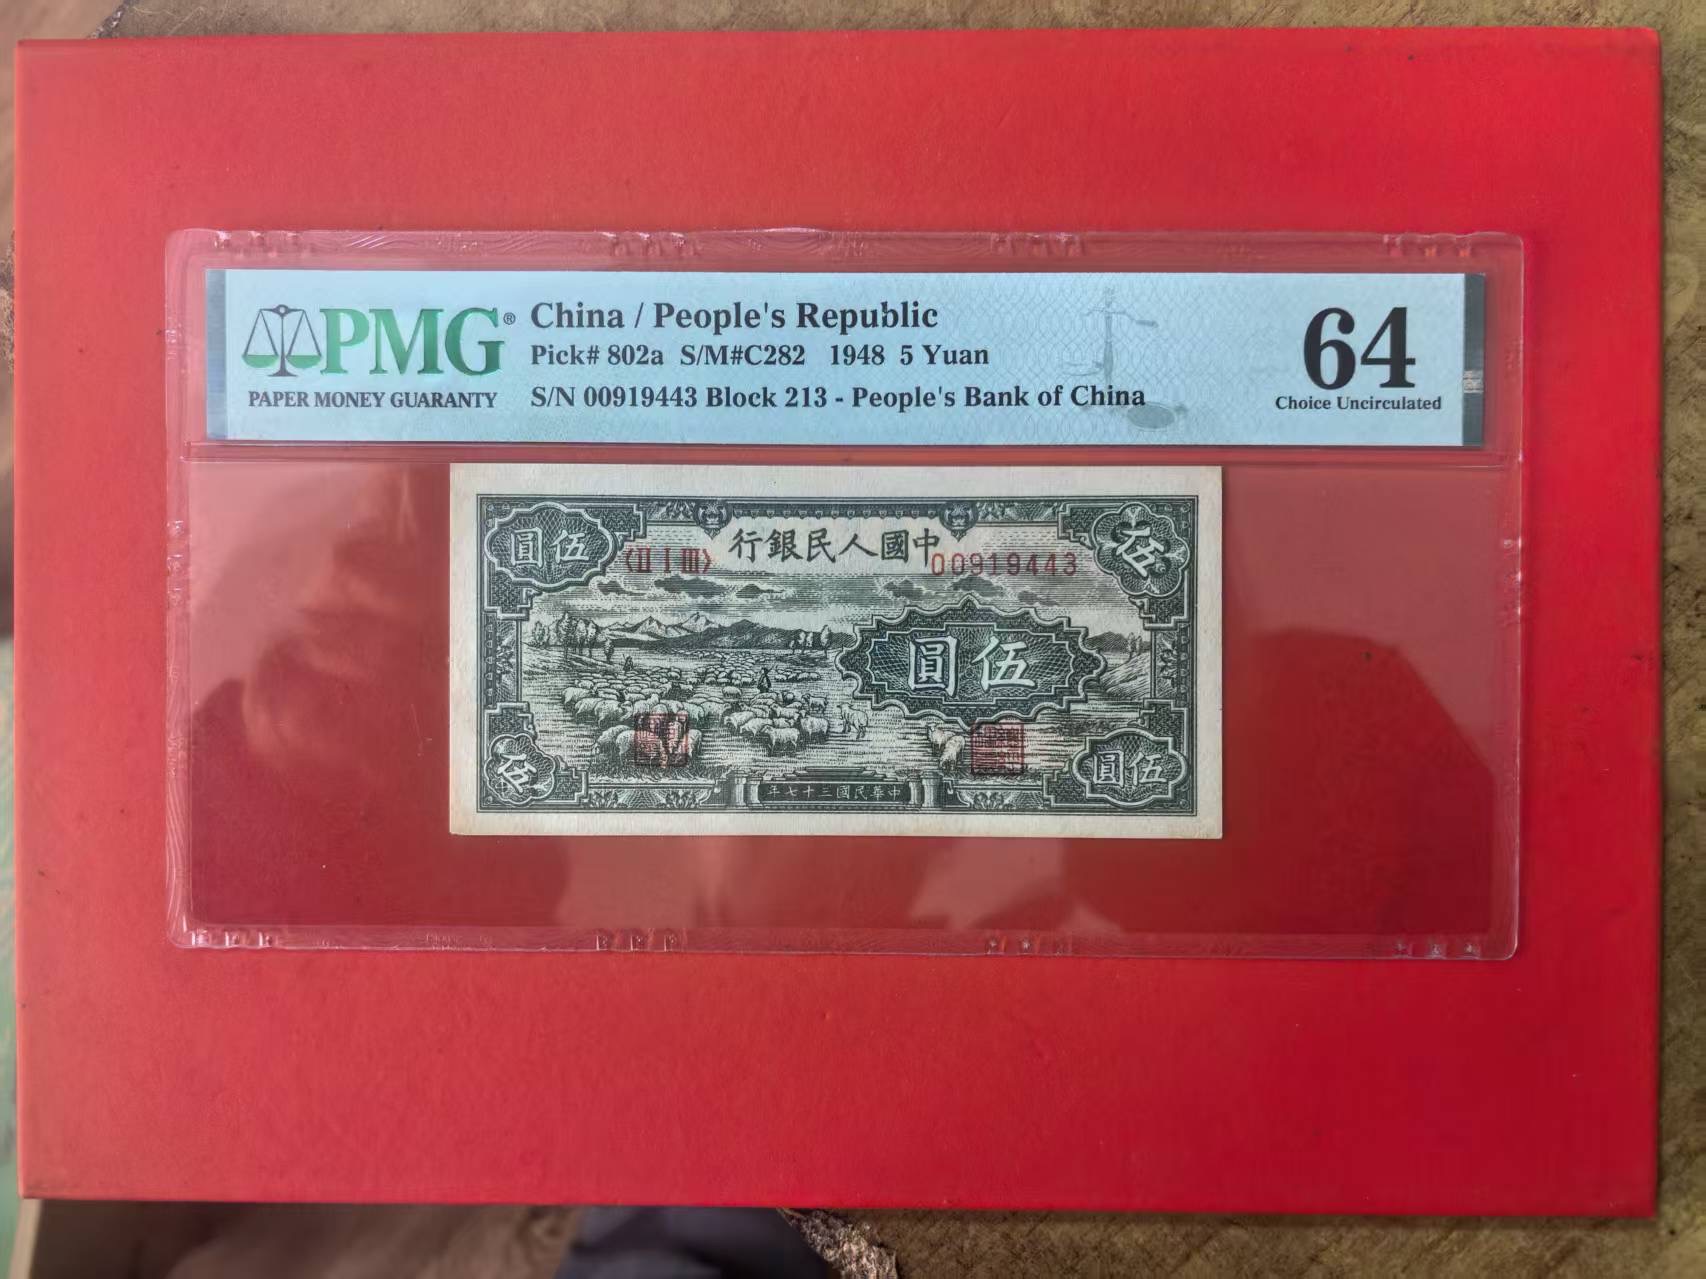 PMG®
PAPER MONEY GUARANTY
China / People's Republic
Pick# 802a S/M#C282 1948 5 Yuan
S/N 00919443 Block 213 - People's Bank of China
64
Choice Uncirculated
行銀民人國中
圓伍
〈II I III〉
00919443
伍
圓伍
伍
圓伍
年七十三國民華中